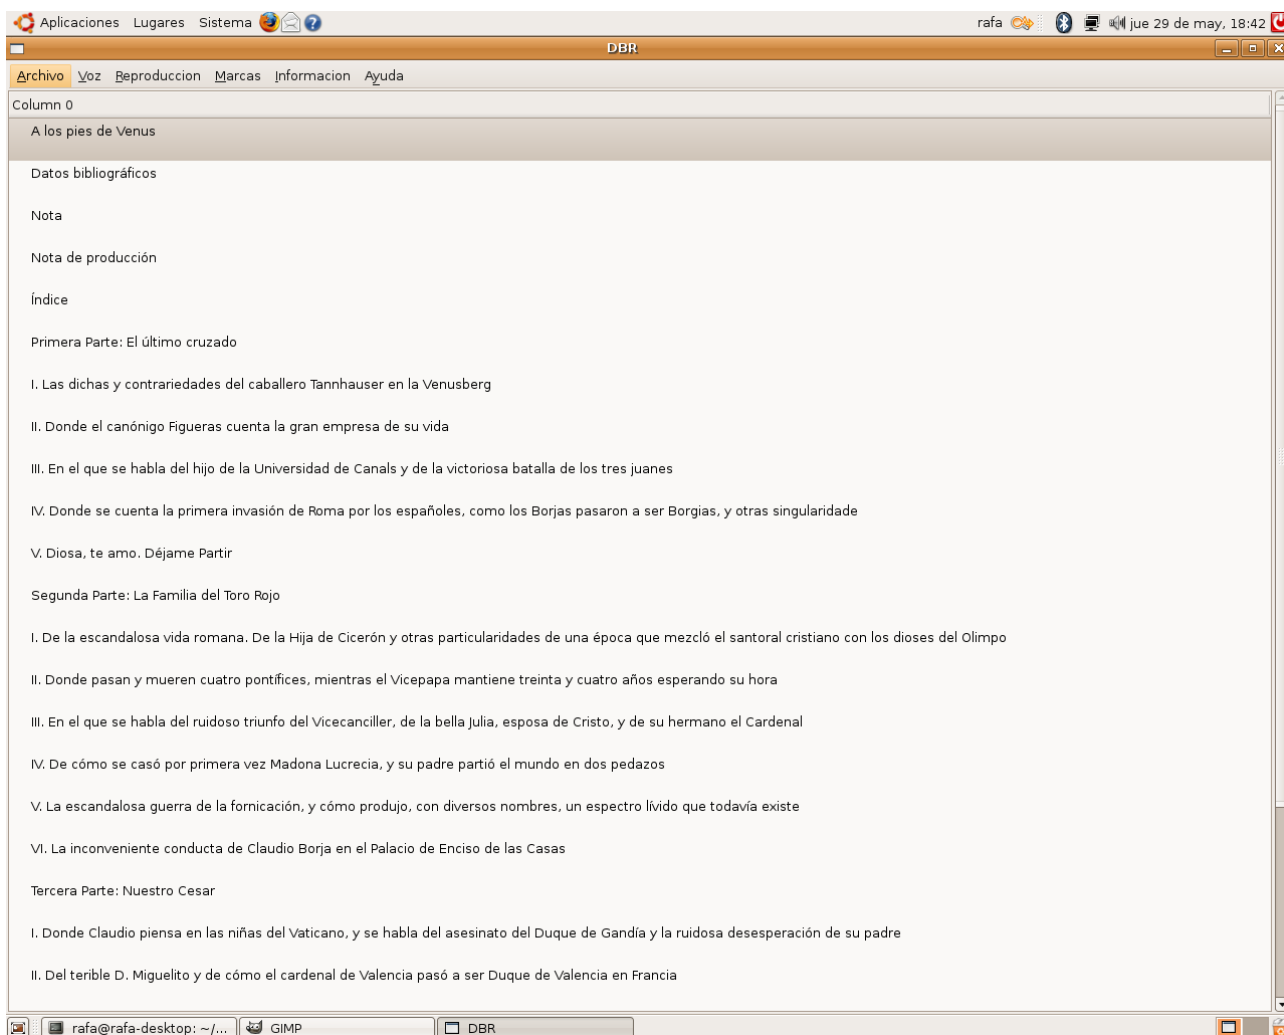 Aplicaciones Lugares Sistema rafa jue 29 de may, 18:42
DBR
Archivo Voz Reproduccion Marcas Informacion Ayuda
Column 0
A los pies de Venus
Datos bibliográficos
Nota
Nota de producción
Índice
Primera Parte: El último cruzado
I. Las dichas y contrariedades del caballero Tannhauser en la Venusberg
II. Donde el canónigo Figueras cuenta la gran empresa de su vida
III. En el que se habla del hijo de la Universidad de Canals y de la victoriosa batalla de los tres juanes
IV. Donde se cuenta la primera invasión de Roma por los españoles, como los Borjas pasaron a ser Borgias, y otras singularidade
V. Diosa, te amo. Déjame Partir
Segunda Parte: La Familia del Toro Rojo
I. De la escandalosa vida romana. De la Hija de Cicerón y otras particularidades de una época que mezcló el santoral cristiano con los dioses del Olimpo
II. Donde pasan y mueren cuatro pontífices, mientras el Vicepapa mantiene treinta y cuatro años esperando su hora
III. En el que se habla del ruidoso triunfo del Vicecanciller, de la bella Julia, esposa de Cristo, y de su hermano el Cardenal
IV. De cómo se casó por primera vez Madona Lucrecia, y su padre partió el mundo en dos pedazos
V. La escandalosa guerra de la fornicación, y cómo produjo, con diversos nombres, un espectro lívido que todavía existe
VI. La inconveniente conducta de Claudio Borja en el Palacio de Enciso de las Casas
Tercera Parte: Nuestro Cesar
I. Donde Claudio piensa en las niñas del Vaticano, y se habla del asesinato del Duque de Gandía y la ruidosa desesperación de su padre
II. Del terible D. Miguelito y de cómo el cardenal de Valencia pasó a ser Duque de Valencia en Francia
rafa@rafa-desktop: ~/... GIMP DBR